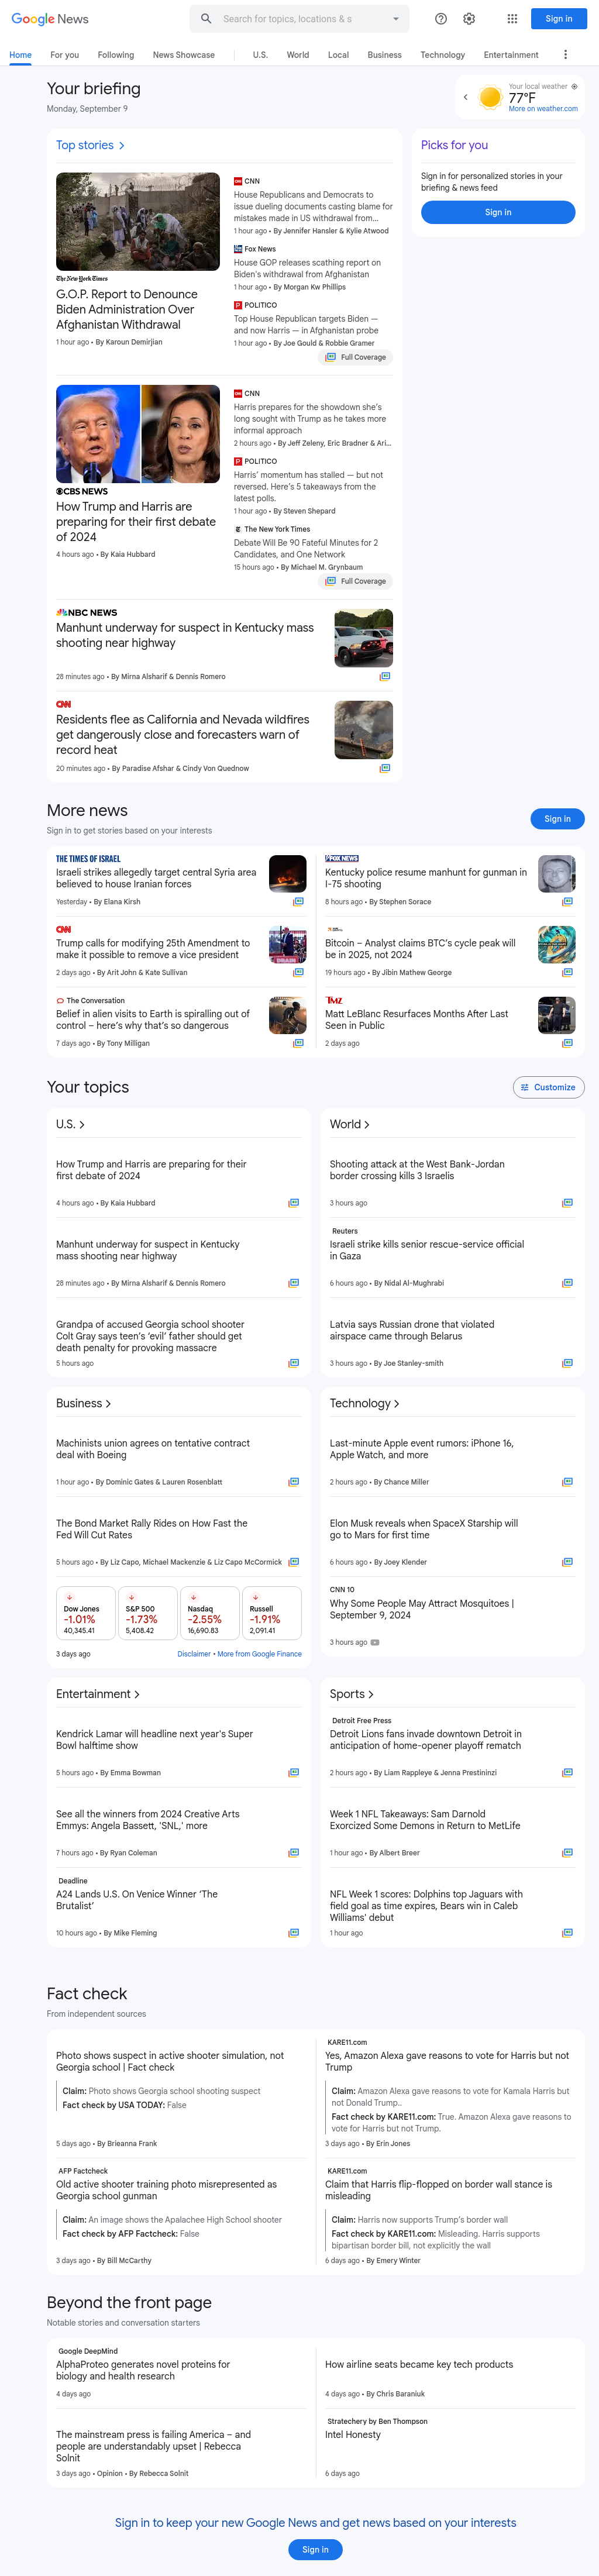 Google News
Search for topics, locations & s
Sign in
Home For you Following News Showcase U.S. World Local Business Technology Entertainment
Your briefing
Monday, September 9
Your local weather
77°F
More on weather.com
Top stories
The New York Times
G.O.P. Report to Denounce
Biden Administration Over
Afghanistan Withdrawal
1 hour ago • By Karoun Demirjian
CNN
House Republicans and Democrats to
issue dueling documents casting blame for
mistakes made in US withdrawal from...
1 hour ago • By Jennifer Hansler & Kylie Atwood
Fox News
House GOP releases scathing report on
Biden's withdrawal from Afghanistan
1 hour ago • By Morgan Kw Phillips
POLITICO
Top House Republican targets Biden —
and now Harris — in Afghanistan probe
1 hour ago • By Joe Gould & Robbie Gramer
Full Coverage
CBS NEWS
How Trump and Harris are
preparing for their first debate
of 2024
4 hours ago • By Kaia Hubbard
CNN
Harris prepares for the showdown she's
long sought with Trump as he takes more
informal approach
2 hours ago • By Jeff Zeleny, Eric Bradner & Ari...
POLITICO
Harris' momentum has stalled — but not
reversed. Here's 5 takeaways from the
latest polls.
1 hour ago • By Steven Shepard
The New York Times
Debate Will Be 90 Fateful Minutes for 2
Candidates, and One Network
15 hours ago • By Michael M. Grynbaum
Full Coverage
NBC NEWS
Manhunt underway for suspect in Kentucky mass
shooting near highway
28 minutes ago • By Mirna Alsharif & Dennis Romero
CNN
Residents flee as California and Nevada wildfires
get dangerously close and forecasters warn of
record heat
20 minutes ago • By Paradise Afshar & Cindy Von Quednow
Picks for you
Sign in for personalized stories in your
briefing & news feed
Sign in
More news
Sign in to get stories based on your interests
Sign in
THE TIMES OF ISRAEL
Israeli strikes allegedly target central Syria area
believed to house Iranian forces
Yesterday • By Elana Kirsh
FOX NEWS
Kentucky police resume manhunt for gunman in
I-75 shooting
8 hours ago • By Stephen Sorace
CNN
Trump calls for modifying 25th Amendment to
make it possible to remove a vice president
2 days ago • By Arit John & Kate Sullivan
Bitcoin – Analyst claims BTC's cycle peak will
be in 2025, not 2024
19 hours ago • By Jibin Mathew George
The Conversation
Belief in alien visits to Earth is spiralling out of
control – here's why that's so dangerous
7 days ago • By Tony Milligan
TMZ
Matt LeBlanc Resurfaces Months After Last
Seen in Public
2 days ago
Your topics
Customize
U.S.
How Trump and Harris are preparing for their
first debate of 2024
4 hours ago • By Kaia Hubbard
Manhunt underway for suspect in Kentucky
mass shooting near highway
28 minutes ago • By Mirna Alsharif & Dennis Romero
Grandpa of accused Georgia school shooter
Colt Gray says teen's 'evil' father should get
death penalty for provoking massacre
5 hours ago
World
Shooting attack at the West Bank-Jordan
border crossing kills 3 Israelis
3 hours ago
Reuters
Israeli strike kills senior rescue-service official
in Gaza
6 hours ago • By Nidal Al-Mughrabi
Latvia says Russian drone that violated
airspace came through Belarus
3 hours ago • By Joe Stanley-smith
Business
Machinists union agrees on tentative contract
deal with Boeing
1 hour ago • By Dominic Gates & Lauren Rosenblatt
The Bond Market Rally Rides on How Fast the
Fed Will Cut Rates
5 hours ago • By Liz Capo, Michael Mackenzie & Liz Capo McCormick
Dow Jones
-1.01%
40,345.41
S&P 500
-1.73%
5,408.42
Nasdaq
-2.55%
16,690.83
Russell
-1.91%
2,091.41
3 days ago
Disclaimer • More from Google Finance
Technology
Last-minute Apple event rumors: iPhone 16,
Apple Watch, and more
2 hours ago • By Chance Miller
Elon Musk reveals when SpaceX Starship will
go to Mars for first time
6 hours ago • By Joey Klender
CNN 10
Why Some People May Attract Mosquitoes |
September 9, 2024
3 hours ago
Entertainment
Kendrick Lamar will headline next year's Super
Bowl halftime show
5 hours ago • By Emma Bowman
See all the winners from 2024 Creative Arts
Emmys: Angela Bassett, 'SNL,' more
7 hours ago • By Ryan Coleman
Deadline
A24 Lands U.S. On Venice Winner 'The
Brutalist'
10 hours ago • By Mike Fleming
Sports
Detroit Free Press
Detroit Lions fans invade downtown Detroit in
anticipation of home-opener playoff rematch
2 hours ago • By Liam Rappleye & Jenna Prestininzi
Week 1 NFL Takeaways: Sam Darnold
Exorcized Some Demons in Return to MetLife
1 hour ago • By Albert Breer
NFL Week 1 scores: Dolphins top Jaguars with
field goal as time expires, Bears win in Caleb
Williams' debut
1 hour ago
Fact check
From independent sources
Photo shows suspect in active shooter simulation, not
Georgia school | Fact check
Claim: Photo shows Georgia school shooting suspect
Fact check by USA TODAY: False
5 days ago • By Brieanna Frank
KARE11.com
Yes, Amazon Alexa gave reasons to vote for Harris but not
Trump
Claim: Amazon Alexa gave reasons to vote for Kamala Harris but
not Donald Trump..
Fact check by KARE11.com: True. Amazon Alexa gave reasons to
vote for Harris but not Trump.
3 days ago • By Erin Jones
AFP Factcheck
Old active shooter training photo misrepresented as
Georgia school gunman
Claim: An image shows the Apalachee High School shooter
Fact check by AFP Factcheck: False
3 days ago • By Bill McCarthy
KARE11.com
Claim that Harris flip-flopped on border wall stance is
misleading
Claim: Harris now supports Trump's border wall
Fact check by KARE11.com: Misleading. Harris supports
bipartisan border bill, not explicitly the wall
6 days ago • By Emery Winter
Beyond the front page
Notable stories and conversation starters
Google DeepMind
AlphaProteo generates novel proteins for
biology and health research
4 days ago
How airline seats became key tech products
4 days ago • By Chris Baraniuk
The mainstream press is failing America – and
people are understandably upset | Rebecca
Solnit
3 days ago • Opinion • By Rebecca Solnit
Stratechery by Ben Thompson
Intel Honesty
6 days ago
Sign in to keep your new Google News and get news based on your interests
Sign in